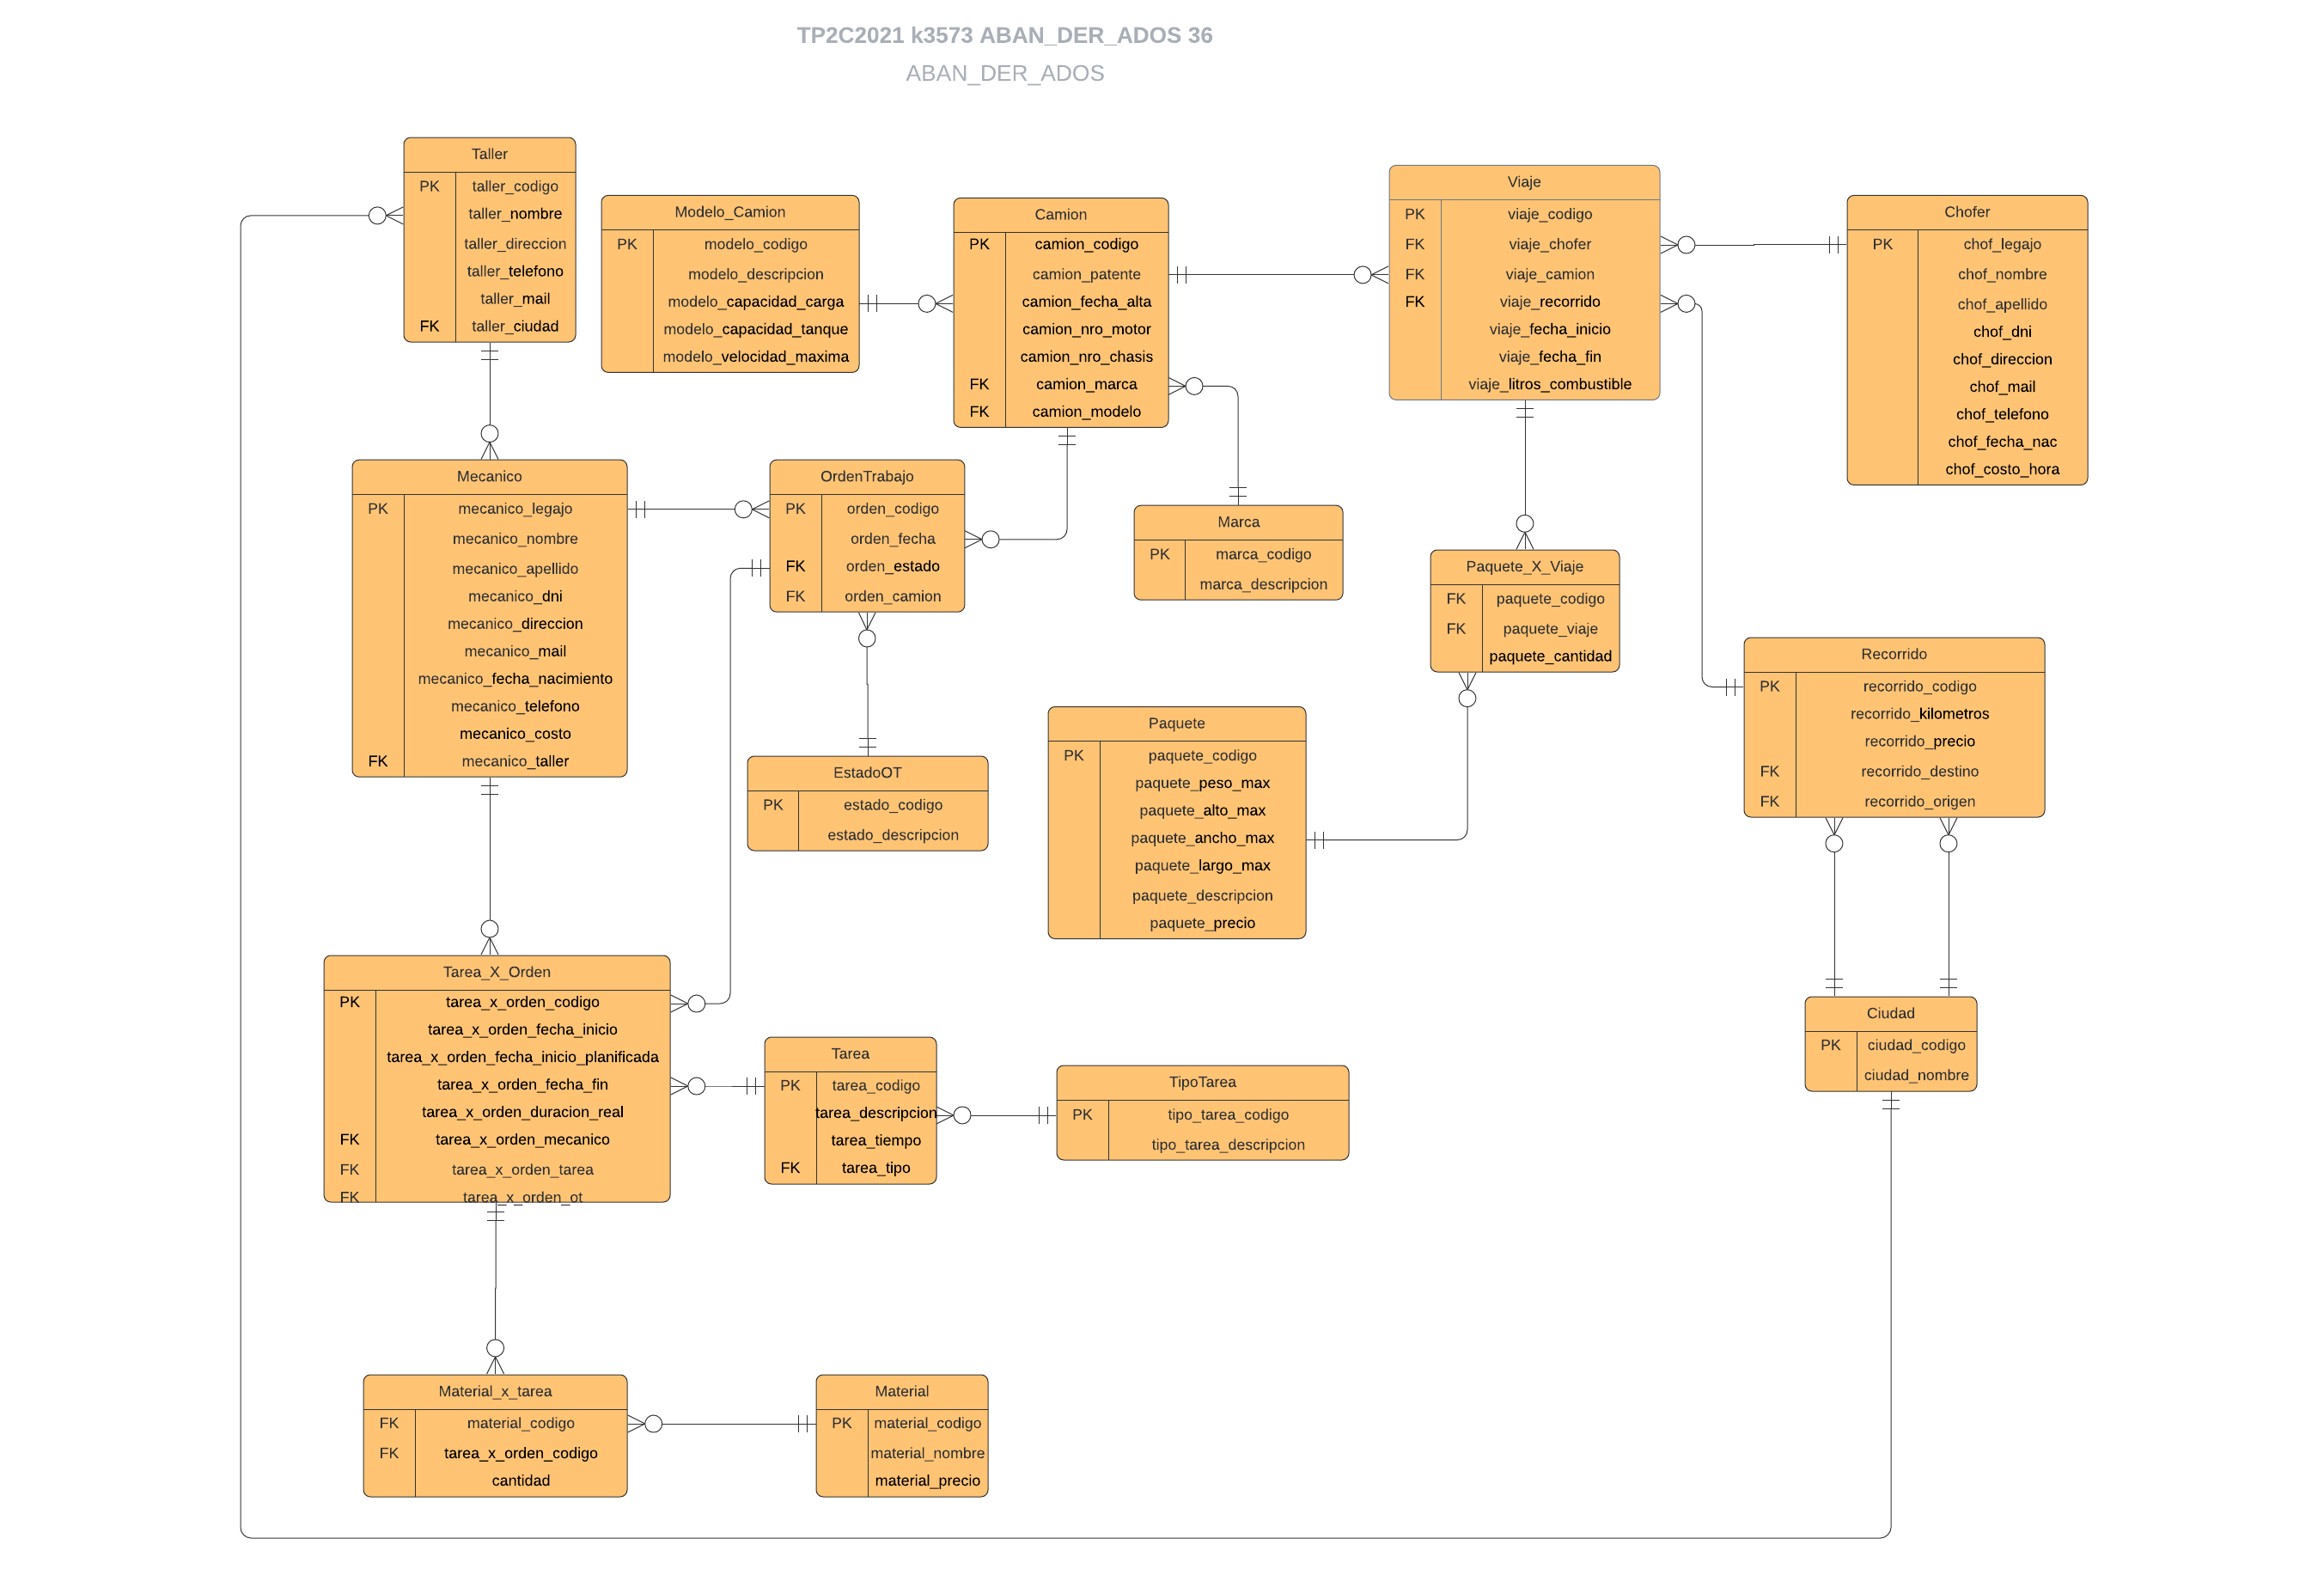 TP2C2021 k3573 ABAN_DER_ADOS 36
ABAN_DER_ADOS
Taller
PK taller_codigo
taller_nombre
taller_direccion
taller_telefono
taller_mail
FK taller_ciudad
Modelo_Camion
PK modelo_codigo
modelo_descripcion
modelo_capacidad_carga
modelo_capacidad_tanque
modelo_velocidad_maxima
Camion
PK camion_codigo
camion_patente
camion_fecha_alta
camion_nro_motor
camion_nro_chasis
FK camion_marca
FK camion_modelo
Viaje
PK viaje_codigo
FK viaje_chofer
FK viaje_camion
FK viaje_recorrido
viaje_fecha_inicio
viaje_fecha_fin
viaje_litros_combustible
Chofer
PK chof_legajo
chof_nombre
chof_apellido
chof_dni
chof_direccion
chof_mail
chof_telefono
chof_fecha_nac
chof_costo_hora
Mecanico
PK mecanico_legajo
mecanico_nombre
mecanico_apellido
mecanico_dni
mecanico_direccion
mecanico_mail
mecanico_fecha_nacimiento
mecanico_telefono
mecanico_costo
FK mecanico_taller
OrdenTrabajo
PK orden_codigo
orden_fecha
FK orden_estado
FK orden_camion
Marca
PK marca_codigo
marca_descripcion
Paquete_X_Viaje
FK paquete_codigo
FK paquete_viaje
paquete_cantidad
Recorrido
PK recorrido_codigo
recorrido_kilometros
recorrido_precio
FK recorrido_destino
FK recorrido_origen
Paquete
PK paquete_codigo
paquete_peso_max
paquete_alto_max
paquete_ancho_max
paquete_largo_max
paquete_descripcion
paquete_precio
EstadoOT
PK estado_codigo
estado_descripcion
Tarea_X_Orden
PK tarea_x_orden_codigo
tarea_x_orden_fecha_inicio
tarea_x_orden_fecha_inicio_planificada
tarea_x_orden_fecha_fin
tarea_x_orden_duracion_real
FK tarea_x_orden_mecanico
FK tarea_x_orden_tarea
FK tarea_x_orden_ot
Tarea
PK tarea_codigo
tarea_descripcion
tarea_tiempo
FK tarea_tipo
TipoTarea
PK tipo_tarea_codigo
tipo_tarea_descripcion
Ciudad
PK ciudad_codigo
ciudad_nombre
Material_x_tarea
FK material_codigo
FK tarea_x_orden_codigo
cantidad
Material
PK material_codigo
material_nombre
material_precio